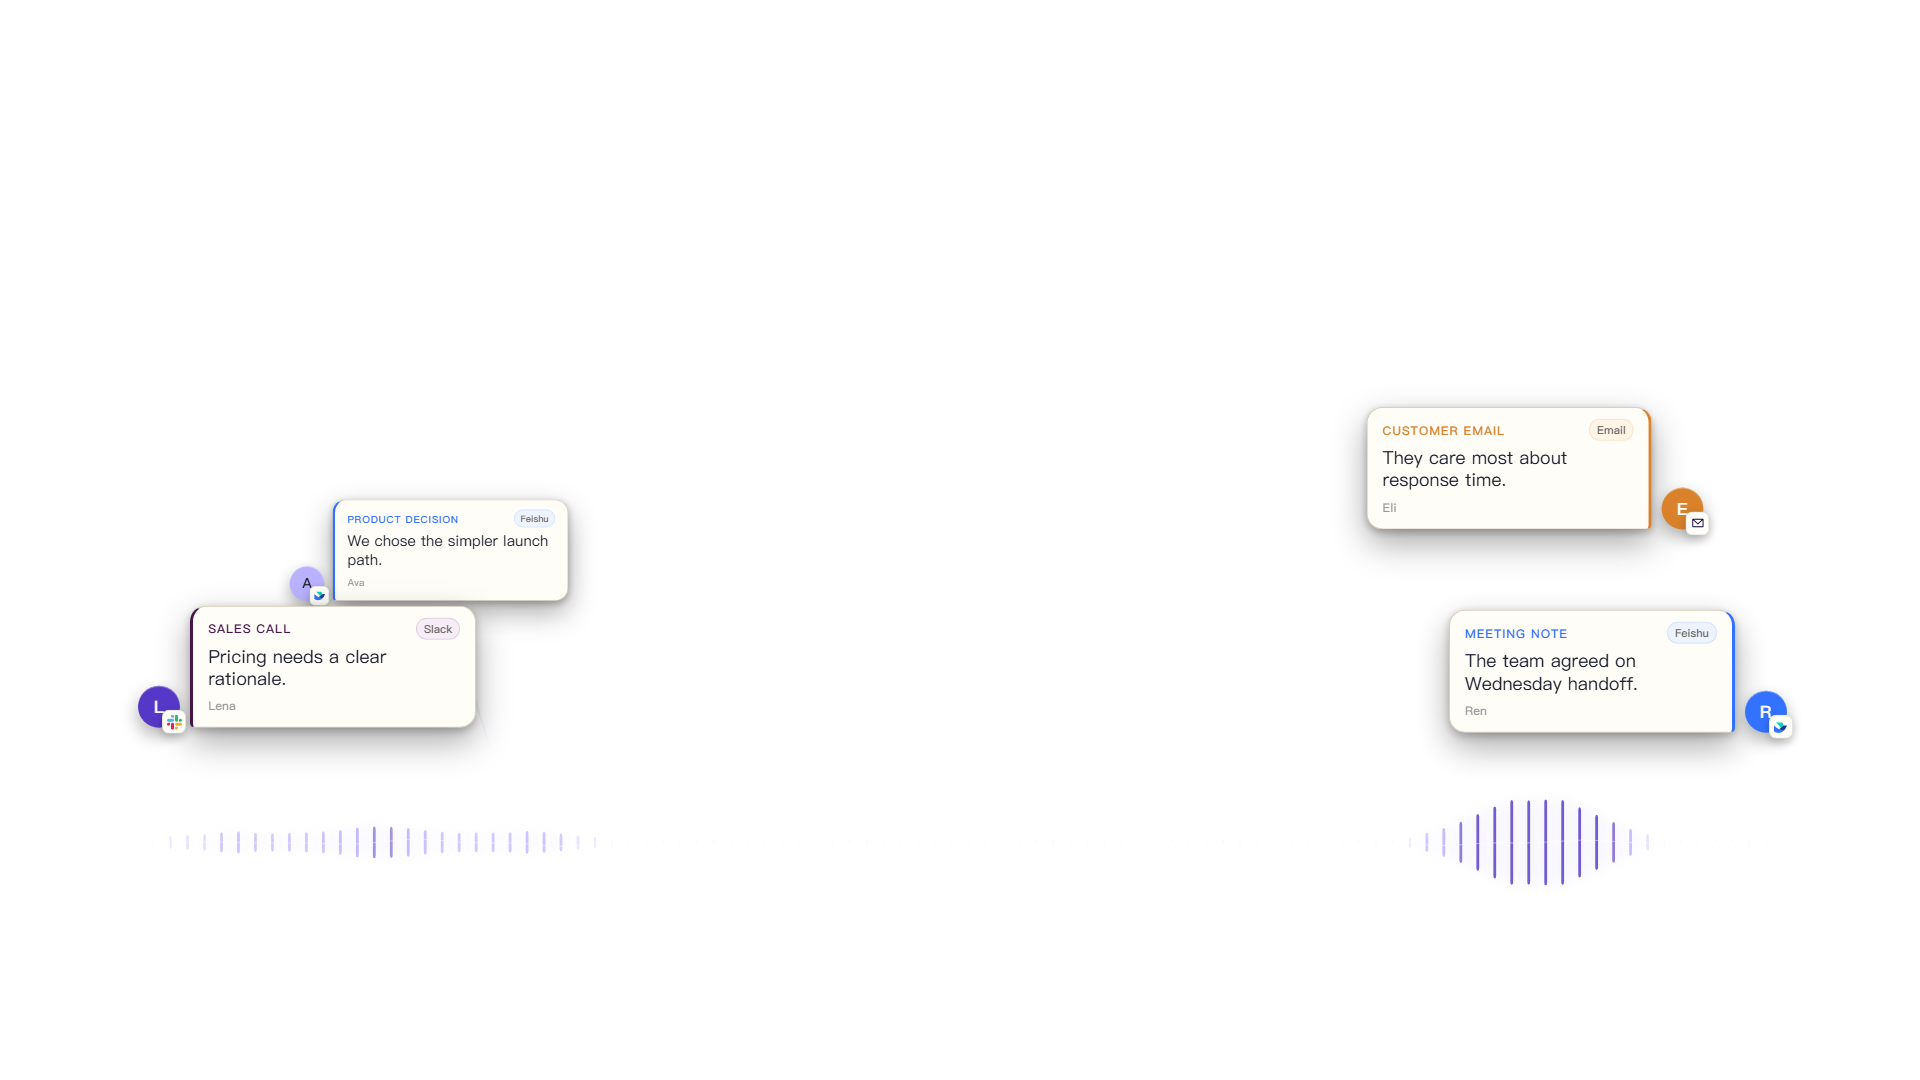 PRODUCT DECISION
Feishu
We chose the simpler launch
path.
Ava
A
SALES CALL
Slack
Pricing needs a clear
rationale.
Lena
L
CUSTOMER EMAIL
Email
They care most about
response time.
Eli
E
MEETING NOTE
Feishu
The team agreed on
Wednesday handoff.
Ren
R